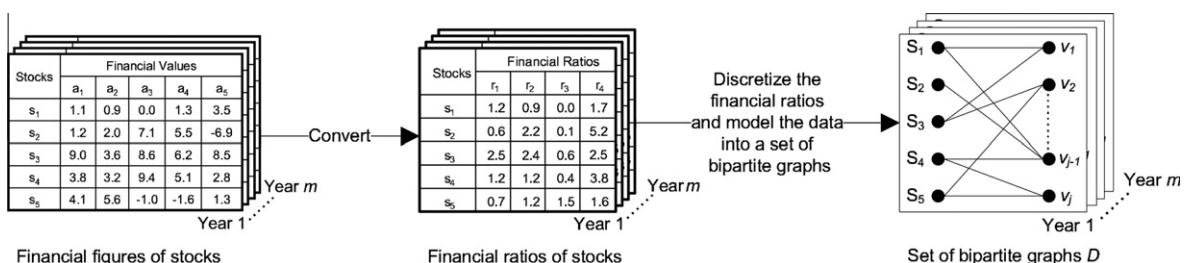 Stocks Financial Values
a1 a2 a3 a4 a5
s1 1.1 0.9 0.0 1.3 3.5
s2 1.2 2.0 7.1 5.5 -6.9
s3 9.0 3.6 8.6 6.2 8.5
s4 3.8 3.2 9.4 5.1 2.8
s5 4.1 5.6 -1.0 -1.6 1.3
Year 1
Year m
Financial figures of stocks
Convert
Stocks Financial Ratios
r1 r2 r3 r4
s1 1.2 0.9 0.0 1.7
s2 0.6 2.2 0.1 5.2
s3 2.5 2.4 0.6 2.5
s4 1.2 1.2 0.4 3.8
s5 0.7 1.2 1.5 1.6
Year 1
Year m
Financial ratios of stocks
Discretize the
financial ratios
and model the data
into a set of
bipartite graphs
S1 v1
S2 v2
S3
S4 vj-1
S5 vj
Year 1
Year m
Set of bipartite graphs D